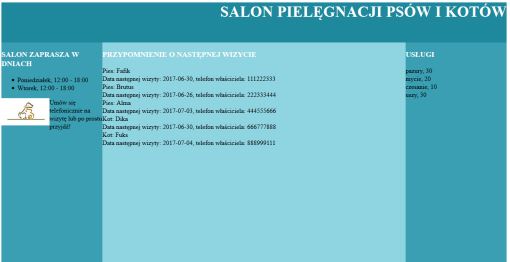 SALON PIELĘGNACJI PSÓW I KOTÓW
SALON ZAPRASZA W
DNIACH
Poniedziałek, 12:00 - 18:00
Wtorek, 12:00 - 18:00
Umów się
telefonicznie na
wizytę lub po prostu
przyjdź!
PRZYPOMNIENIE O NASTĘPNEJ WIZYCIE
Pies: Fafik
Data następnej wizyty: 2017-06-30, telefon właściciela: 111222333
Pies: Brutus
Data następnej wizyty: 2017-06-26, telefon właściciela: 222333444
Pies: Alma
Data następnej wizyty: 2017-07-03, telefon właściciela: 444555666
Kot: Dika
Data następnej wizyty: 2017-06-30, telefon właściciela: 666777888
Kot: Fuks
Data następnej wizyty: 2017-07-04, telefon właściciela: 888999111
USŁUGI
pazury, 30
mycie, 20
czesanie, 10
uszy, 30